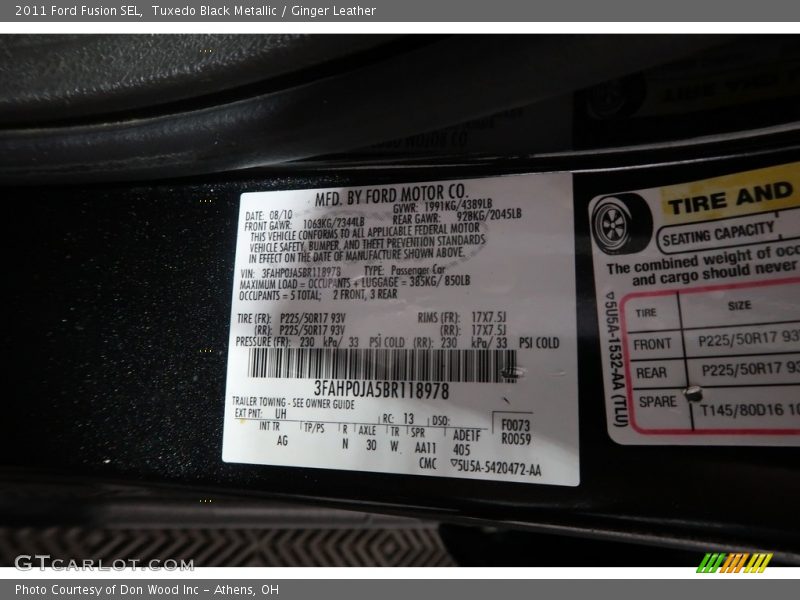 2011 Ford Fusion SEL,  Tuxedo Black Metallic / Ginger Leather
MFD. BY FORD MOTOR CO.
DATE: 08/10 GVWR: 1991KG/4389LB
FRONT GAWR: 1063KG/2344LB REAR GAWR: 928KG/2045LB
THIS VEHICLE CONFORMS TO ALL APPLICABLE FEDERAL MOTOR
VEHICLE SAFETY, BUMPER, AND THEFT PREVENTION STANDARDS
IN EFFECT ON THE DATE OF MANUFACTURE SHOWN ABOVE.
VIN: 3FAHP0JA5BR118978 TYPE: Passenger Car
MAXIMUM LOAD = OCCUPANTS + LUGGAGE = 385KG/ 850LB
OCCUPANTS = 5 TOTAL; 2 FRONT, 3 REAR
TIRE (FR): P225/50R17 93V RIMS (FR): 17X7.5J
(RR): P225/50R17 93V (RR): 17X7.5J
PRESSURE (FR): 230 kPa/ 33 PSI COLD (RR): 230 kPa/ 33 PSI COLD
3FAHP0JA5BR118978
TRAILER TOWING - SEE OWNER GUIDE
EXT PNT: UH RC: 13 DSO: F0073
R0059
INT TR TP/PS R AXLE TR SPR ADE1F
AG N 30 W AA11 405
CMC ▽5U5A-5420472-AA
TIRE AND
SEATING CAPACITY
The combined weight of occ
and cargo should never
TIRE SIZE
FRONT P225/50R17 93
REAR P225/50R17 93
SPARE T145/80D16 10
▽5U5A-1532-AA (TLU)
GTCARLOT.COM
Photo Courtesy of Don Wood Inc – Athens, OH